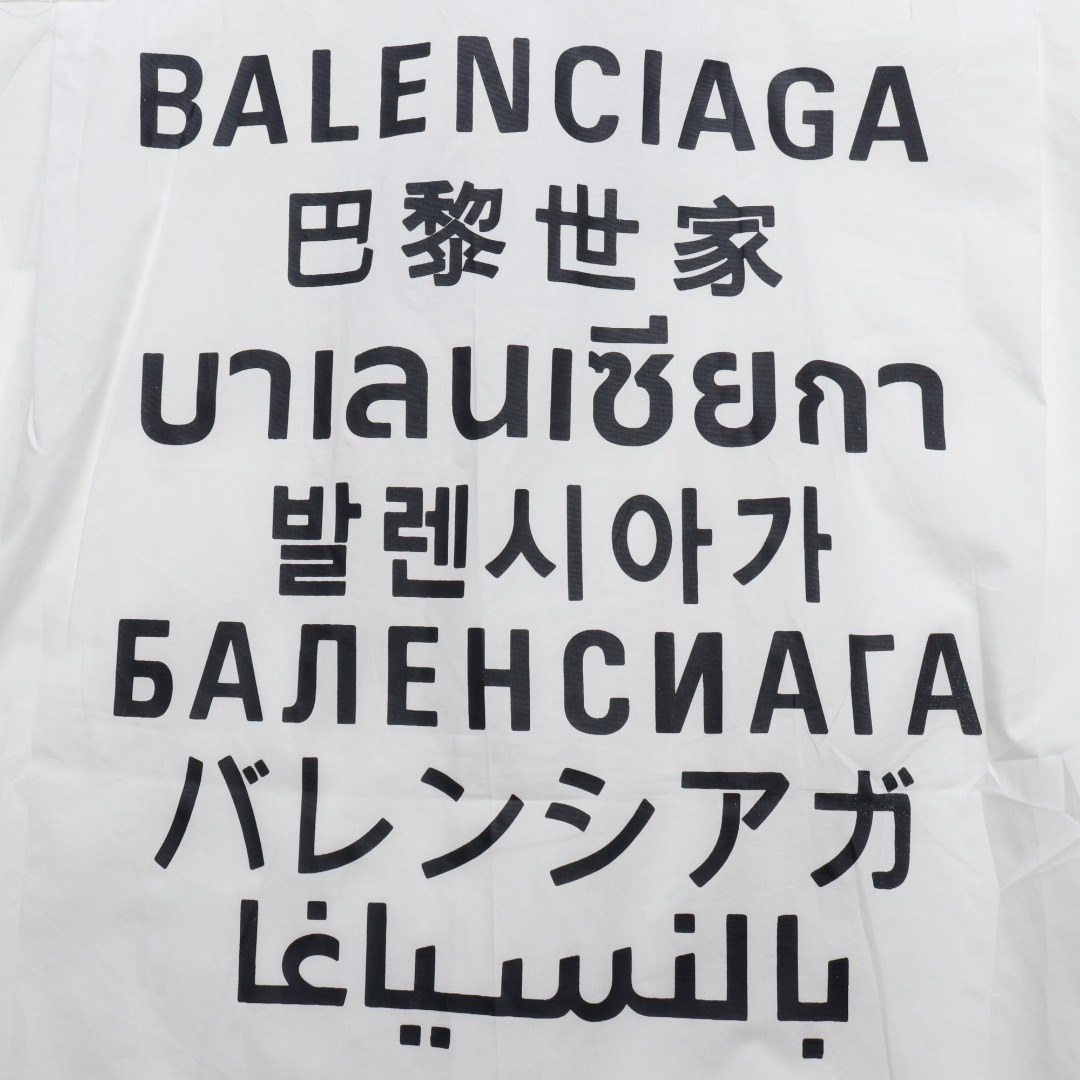 BALENCIAGA
巴黎世家
บาเลนเซียกา
발렌시아가
БАЛЕНСИАГА
バレンシアガ
بالنسياغا